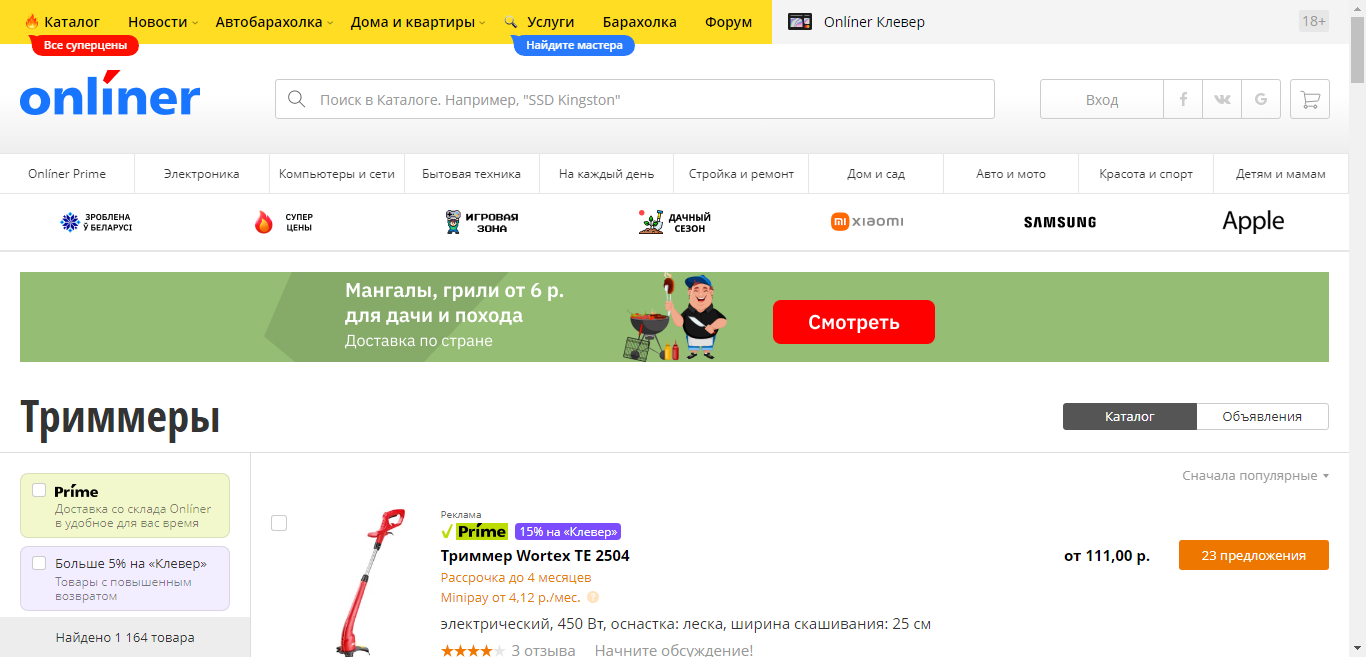 Каталог Новости Автобарахолка Дома и квартиры Услуги Барахолка Форум Onlíner Клевер 18+
Все суперцены Найдите мастера
onlíner
Поиск в Каталоге. Например, "SSD Kingston"
Вход
Onlíner Prime Электроника Компьютеры и сети Бытовая техника На каждый день Стройка и ремонт Дом и сад Авто и мото Красота и спорт Детям и мамам
ЗРОБЛЕНА
Ў БЕЛАРУСІ
СУПЕР
ЦЕНЫ
ИГРОВАЯ
ЗОНА
ДАЧНЫЙ
СЕЗОН
mi xiaomi
SAMSUNG
Apple
Мангалы, грили от 6 р.
для дачи и похода
Доставка по стране
Смотреть
Триммеры
Каталог Объявления
Príme
Доставка со склада Onlíner
в удобное для вас время
Больше 5% на «Клевер»
Товары с повышенным
возвратом
Найдено 1 164 товара
Сначала популярные
Реклама
Príme 15% на «Клевер»
Триммер Wortex TE 2504
Рассрочка до 4 месяцев
Minipay от 4,12 р./мес. ?
электрический, 450 Вт, оснастка: леска, ширина скашивания: 25 см
3 отзыва Начните обсуждение!
от 111,00 р. 23 предложения